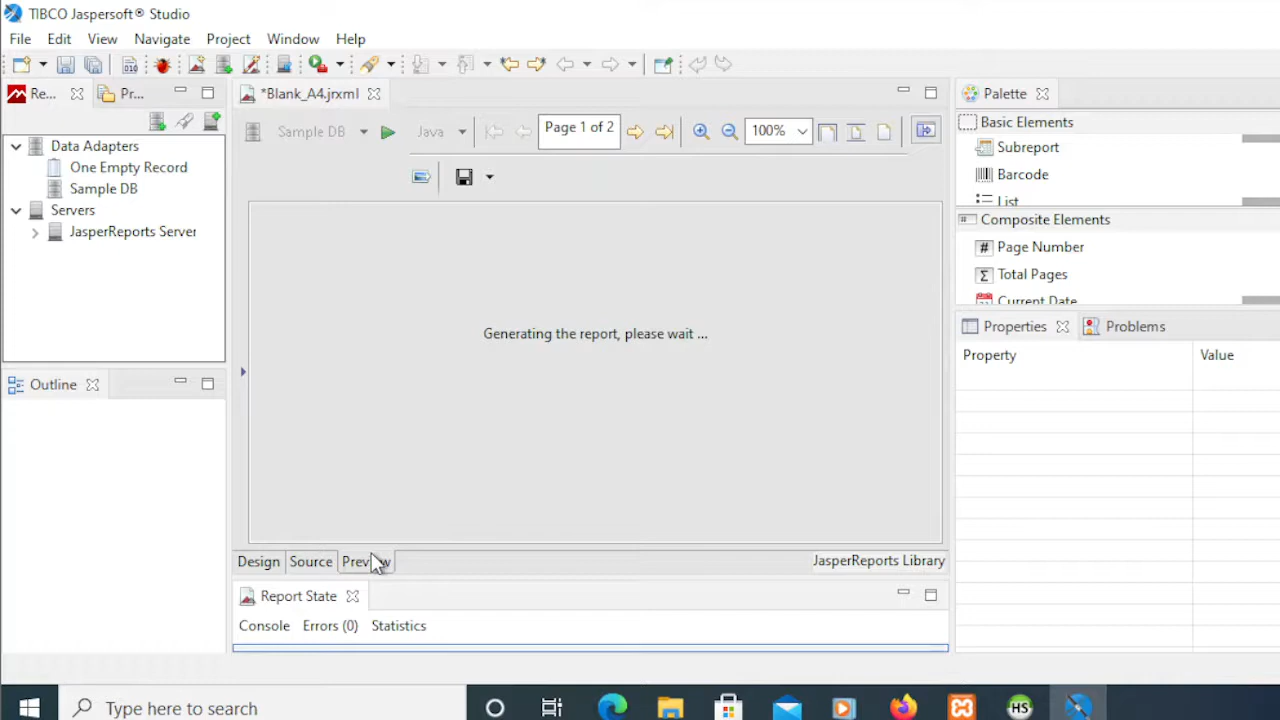 TIBCO Jaspersoft® Studio
File Edit View Navigate Project Window Help
Re... Pr...
*Blank_A4.jrxml
Palette
Sample DB Java Page 1 of 2 100%
Basic Elements
Subreport
Barcode
List
Composite Elements
Page Number
Total Pages
Current Date
Data Adapters
One Empty Record
Sample DB
Servers
JasperReports Server
Generating the report, please wait ...
Properties Problems
Property Value
Outline
Design Source Preview JasperReports Library
Report State
Console Errors (0) Statistics
Type here to search
HS